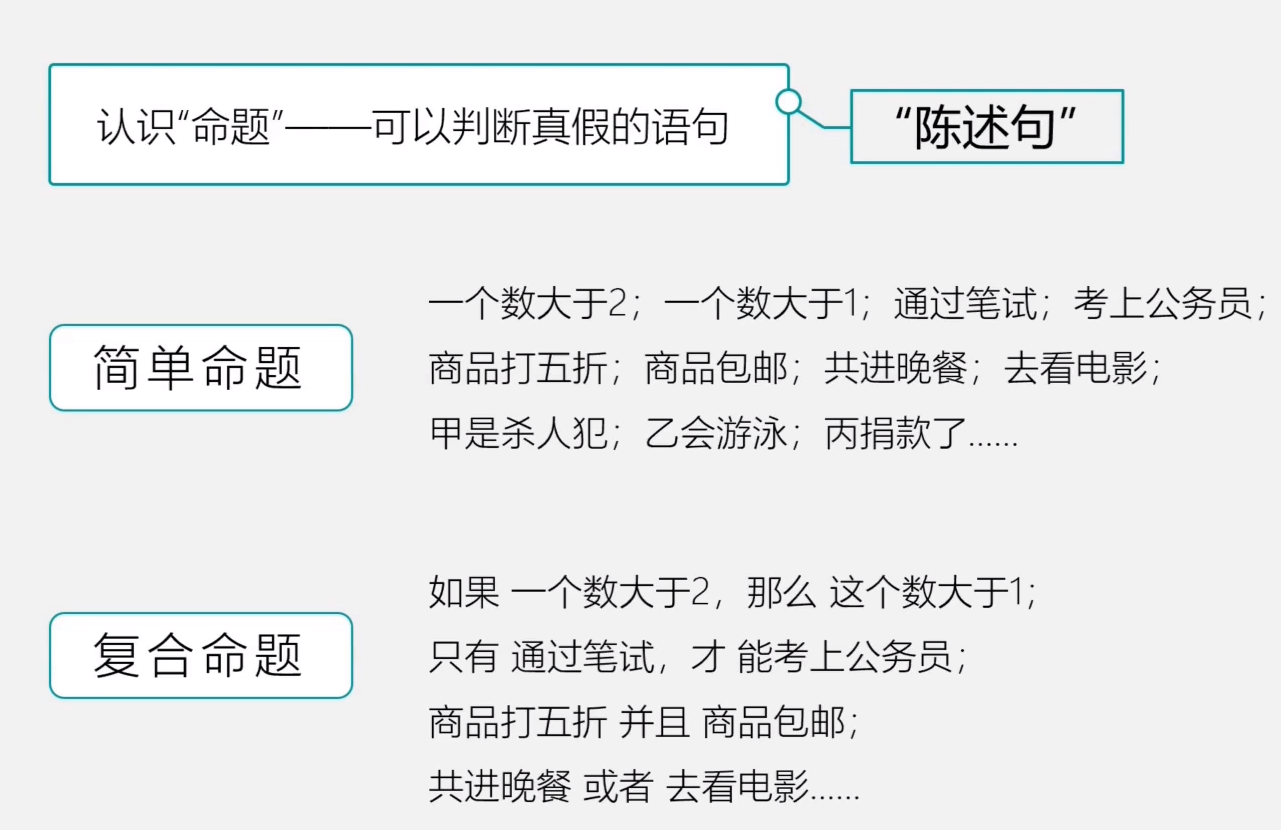 认识“命题”——可以判断真假的语句
“陈述句”
简单命题
一个数大于2；一个数大于1；通过笔试；考上公务员；
商品打五折；商品包邮；共进晚餐；去看电影；
甲是杀人犯；乙会游泳；丙捐款了……
复合命题
如果 一个数大于2，那么 这个数大于1；
只有 通过笔试，才 能考上公务员；
商品打五折 并且 商品包邮；
共进晚餐 或者 去看电影……